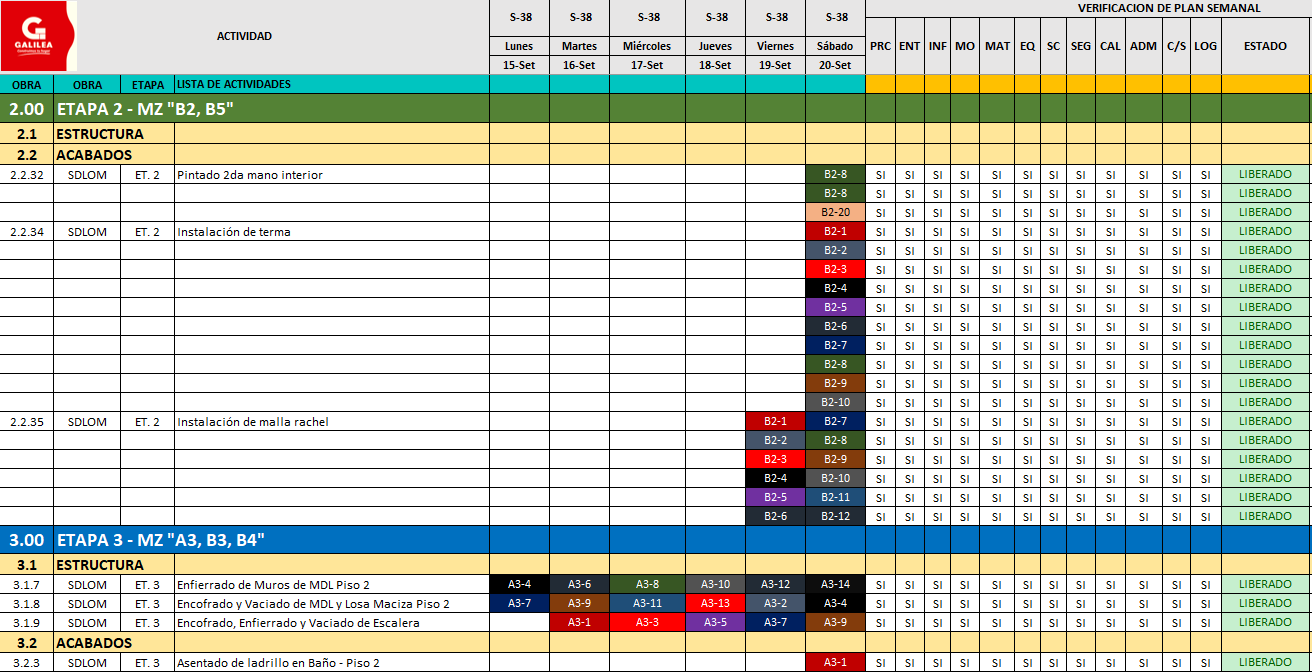 GALILEA
ACTIVIDAD
S-38 S-38 S-38 S-38 S-38 S-38
VERIFICACION DE PLAN SEMANAL
Lunes Martes Miércoles Jueves Viernes Sábado
15-Set 16-Set 17-Set 18-Set 19-Set 20-Set
PRC ENT INF MO MAT EQ SC SEG CAL ADM C/S LOG ESTADO
OBRA OBRA ETAPA LISTA DE ACTIVIDADES
2.00 ETAPA 2 - MZ "B2, B5"
2.1 ESTRUCTURA
2.2 ACABADOS
2.2.32 SDLOM ET. 2 Pintado 2da mano interior B2-8 SI SI SI SI SI SI SI SI SI SI SI SI LIBERADO
B2-8 SI SI SI SI SI SI SI SI SI SI SI SI LIBERADO
B2-20 SI SI SI SI SI SI SI SI SI SI SI SI LIBERADO
2.2.34 SDLOM ET. 2 Instalación de terma B2-1 SI SI SI SI SI SI SI SI SI SI SI SI LIBERADO
B2-2 SI SI SI SI SI SI SI SI SI SI SI SI LIBERADO
B2-3 SI SI SI SI SI SI SI SI SI SI SI SI LIBERADO
B2-4 SI SI SI SI SI SI SI SI SI SI SI SI LIBERADO
B2-5 SI SI SI SI SI SI SI SI SI SI SI SI LIBERADO
B2-6 SI SI SI SI SI SI SI SI SI SI SI SI LIBERADO
B2-7 SI SI SI SI SI SI SI SI SI SI SI SI LIBERADO
B2-8 SI SI SI SI SI SI SI SI SI SI SI SI LIBERADO
B2-9 SI SI SI SI SI SI SI SI SI SI SI SI LIBERADO
B2-10 SI SI SI SI SI SI SI SI SI SI SI SI LIBERADO
2.2.35 SDLOM ET. 2 Instalación de malla rachel B2-1 B2-7 SI SI SI SI SI SI SI SI SI SI SI SI LIBERADO
B2-2 B2-8 SI SI SI SI SI SI SI SI SI SI SI SI LIBERADO
B2-3 B2-9 SI SI SI SI SI SI SI SI SI SI SI SI LIBERADO
B2-4 B2-10 SI SI SI SI SI SI SI SI SI SI SI SI LIBERADO
B2-5 B2-11 SI SI SI SI SI SI SI SI SI SI SI SI LIBERADO
B2-6 B2-12 SI SI SI SI SI SI SI SI SI SI SI SI LIBERADO
3.00 ETAPA 3 - MZ "A3, B3, B4"
3.1 ESTRUCTURA
3.1.7 SDLOM ET. 3 Enfierrado de Muros de MDL Piso 2 A3-4 A3-6 A3-8 A3-10 A3-12 A3-14 SI SI SI SI SI SI SI SI SI SI SI SI LIBERADO
3.1.8 SDLOM ET. 3 Encofrado y Vaciado de MDL y Losa Maciza Piso 2 A3-7 A3-9 A3-11 A3-13 A3-2 A3-4 SI SI SI SI SI SI SI SI SI SI SI SI LIBERADO
3.1.9 SDLOM ET. 3 Encofrado, Enfierrado y Vaciado de Escalera A3-1 A3-3 A3-5 A3-7 A3-9 SI SI SI SI SI SI SI SI SI SI SI SI LIBERADO
3.2 ACABADOS
3.2.3 SDLOM ET. 3 Asentado de ladrillo en Baño - Piso 2 A3-1 SI SI SI SI SI SI SI SI SI SI SI SI LIBERADO